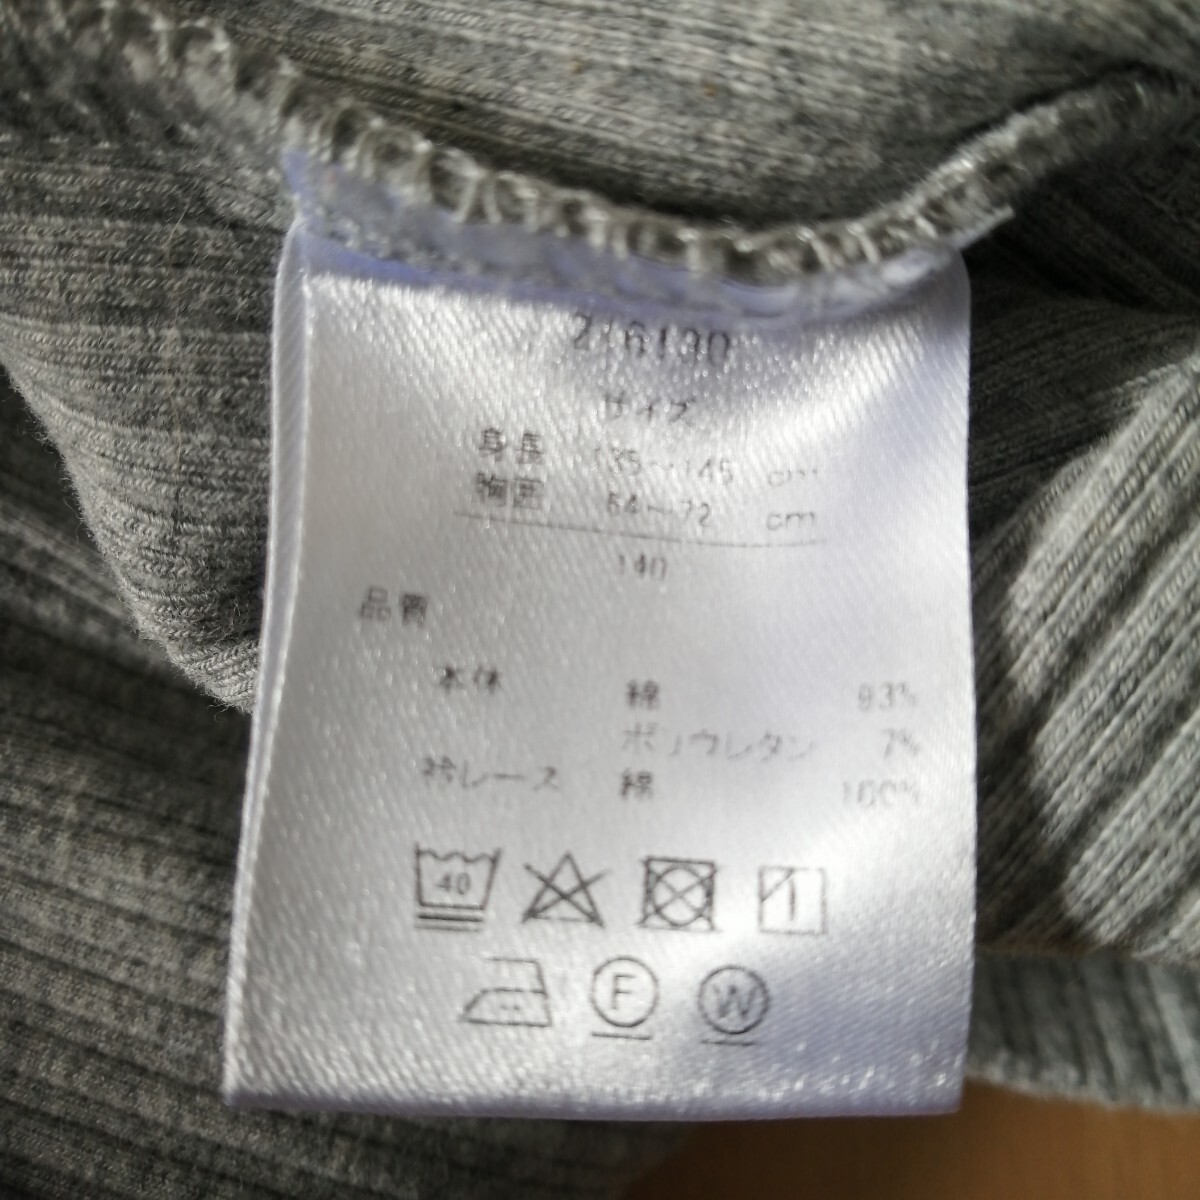 サイズ
身長 135～145 cm
胸囲 64～72 cm
140
品質
本体 綿 93%
ポリウレタン 7%
衿レース 綿 100%
40
F
W